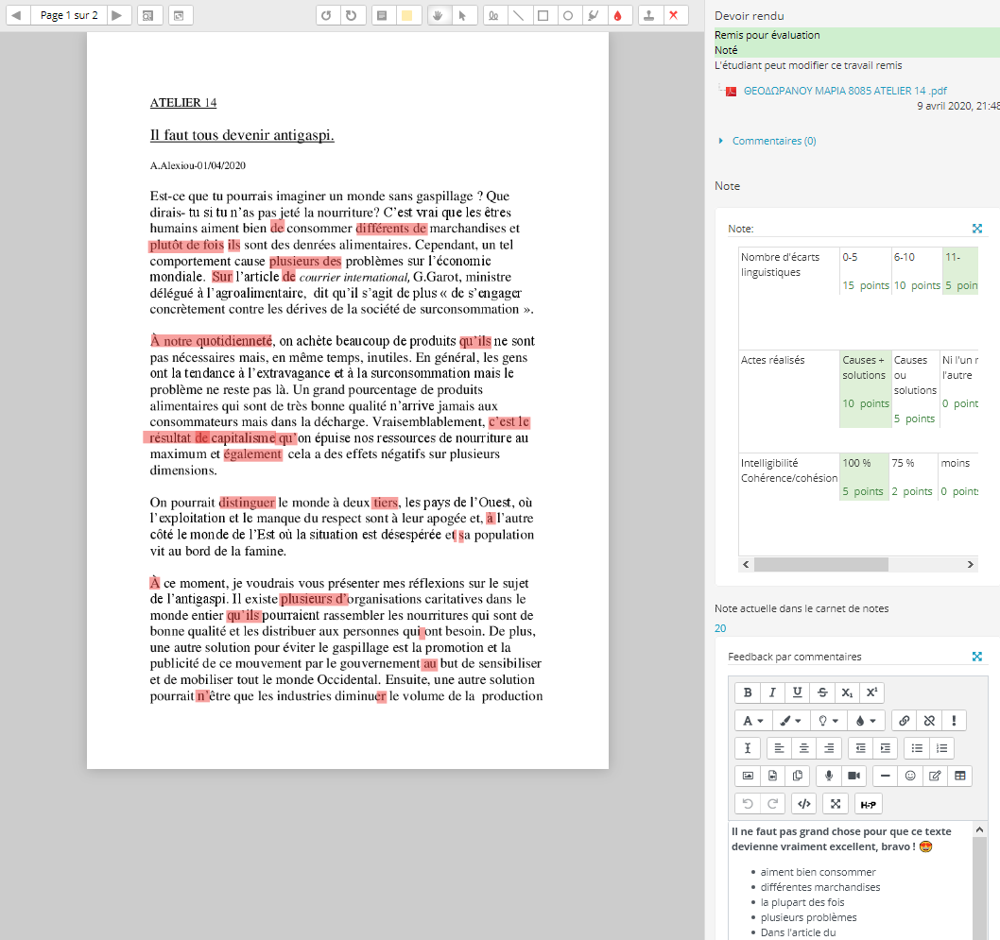 Page 1 sur 2
ATELIER 14
Il faut tous devenir antigaspi.
A.Alexiou-01/04/2020
Est-ce que tu pourrais imaginer un monde sans gaspillage ? Que
dirais- tu si tu n'as pas jeté la nourriture? C'est vrai que les êtres
humains aiment bien de consommer différents de marchandises et
plutôt de fois ils sont des denrées alimentaires. Cependant, un tel
comportement cause plusieurs des problèmes sur l'économie
mondiale. Sur l'article de courrier international, G.Garot, ministre
délégué à l'agroalimentaire, dit qu'il s'agit de plus « de s'engager
concrètement contre les dérives de la société de surconsommation ».
À notre quotidienneté, on achète beaucoup de produits qu'ils ne sont
pas nécessaires mais, en même temps, inutiles. En général, les gens
ont la tendance à l'extravagance et à la surconsommation mais le
problème ne reste pas là. Un grand pourcentage de produits
alimentaires qui sont de très bonne qualité n'arrive jamais aux
consommateurs mais dans la décharge. Vraisemblablement, c'est le
résultat de capitalisme qu'on épuise nos ressources de nourriture au
maximum et également cela a des effets négatifs sur plusieurs
dimensions.
On pourrait distinguer le monde à deux tiers, les pays de l'Ouest, où
l'exploitation et le manque du respect sont à leur apogée et, à l'autre
côté le monde de l'Est où la situation est désespérée et sa population
vit au bord de la famine.
À ce moment, je voudrais vous présenter mes réflexions sur le sujet
de l'antigaspi. Il existe plusieurs d'organisations caritatives dans le
monde entier qu'ils pourraient rassembler les nourritures qui sont de
bonne qualité et les distribuer aux personnes qui ont besoin. De plus,
une autre solution pour éviter le gaspillage est la promotion et la
publicité de ce mouvement par le gouvernement au but de sensibiliser
et de mobiliser tout le monde Occidental. Ensuite, une autre solution
pourrait n'être que les industries diminuer le volume de la production
Devoir rendu
Remis pour évaluation
Noté
L'étudiant peut modifier ce travail remis
ΘΕΟΔΩΡΑΝΟΥ ΜΑΡΙΑ 8085 ATELIER 14 .pdf
9 avril 2020, 21:48
Commentaires (0)
Note
Note:
Nombre d'écarts 0-5 6-10 11-
linguistiques
15 points 10 points 5 poin
Actes réalisés Causes + Causes Ni l'un n
solutions ou l'autre
solutions
10 points 0 point
5 points
Intelligibilité 100 % 75 % moins
Cohérence/cohésion
5 points 2 points 0 points
Note actuelle dans le carnet de notes
20
Feedback par commentaires
B I U S X₁ X¹
A
H-P
Il ne faut pas grand chose pour que ce texte
devienne vraiment excellent, bravo ! 😍
• aiment bien consommer
• différentes marchandises
• la plupart des fois
• plusieurs problèmes
• Dans l'article du